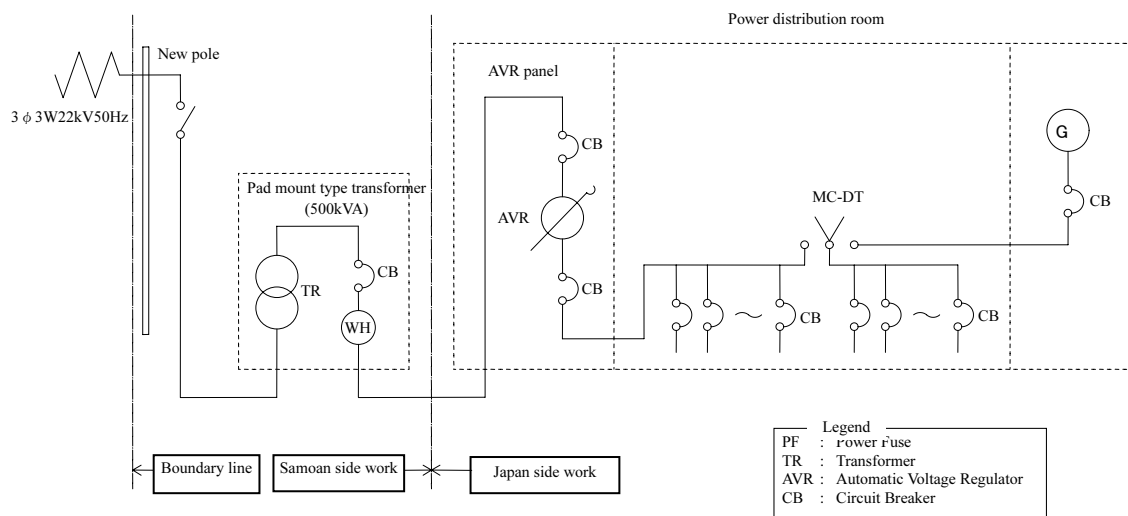 Power distribution room
New pole
AVR panel
3 φ 3W22kV50Hz
CB
G
Pad mount type transformer
(500kVA)
AVR
MC-DT
CB
TR
CB
CB
WH
CB
CB
Legend
PF : Power Fuse
TR : Transformer
AVR : Automatic Voltage Regulator
CB : Circuit Breaker
Boundary line
Samoan side work
Japan side work